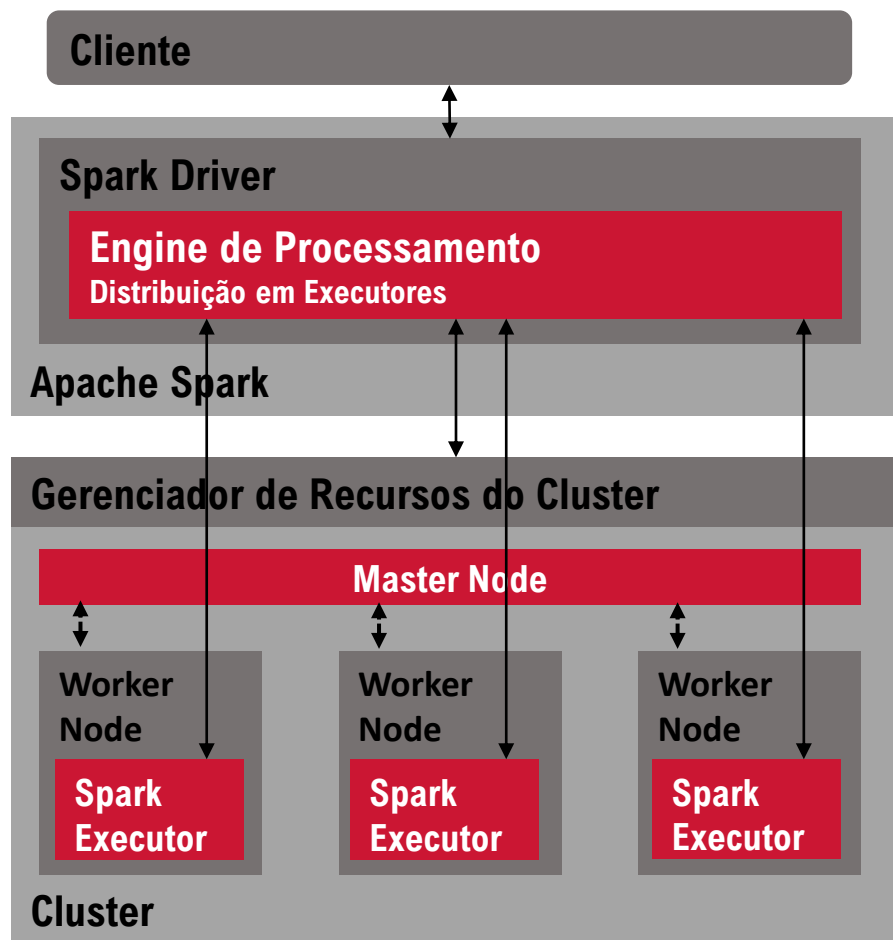 Cliente
Spark Driver
Engine de Processamento
Distribuição em Executores
Apache Spark
Gerenciador de Recursos do Cluster
Master Node
Worker
Node
Spark
Executor
Worker
Node
Spark
Executor
Worker
Node
Spark
Executor
Cluster